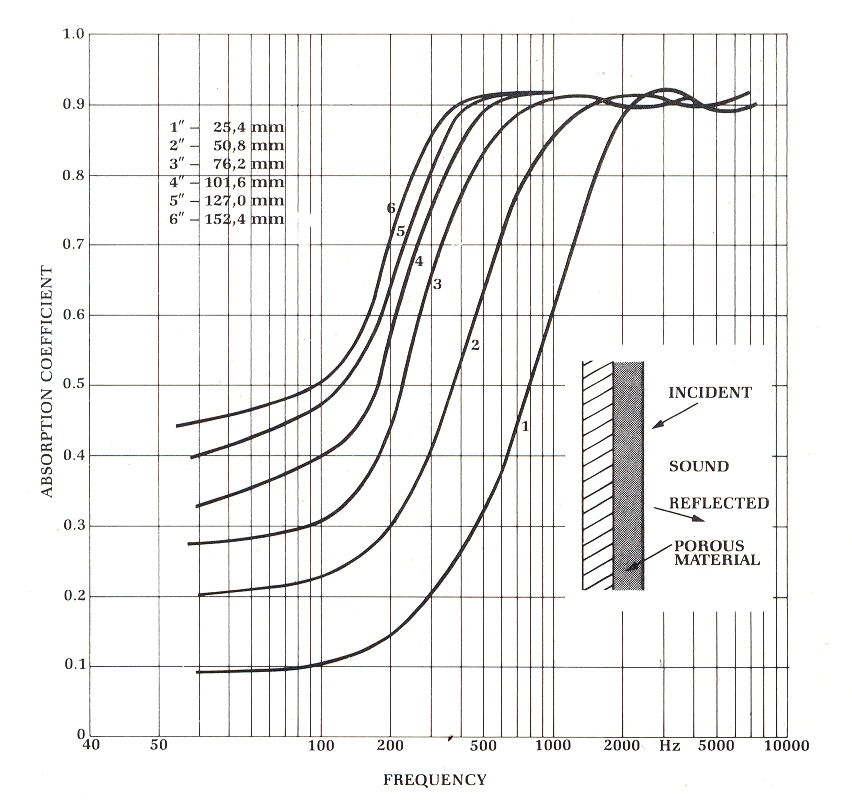 1.0
0.9
0.8
0.7
0.6
0.5
0.4
0.3
0.2
0.1
0
ABSORPTION COEFFICIENT
1″ – 25,4 mm
2″ – 50,8 mm
3″ – 76,2 mm
4″ – 101,6 mm
5″ – 127,0 mm
6″ – 152,4 mm
6
5
4
3
2
1
INCIDENT
SOUND
REFLECTED
POROUS
MATERIAL
40 50 100 200 500 1000 2000 Hz 5000 10000
FREQUENCY